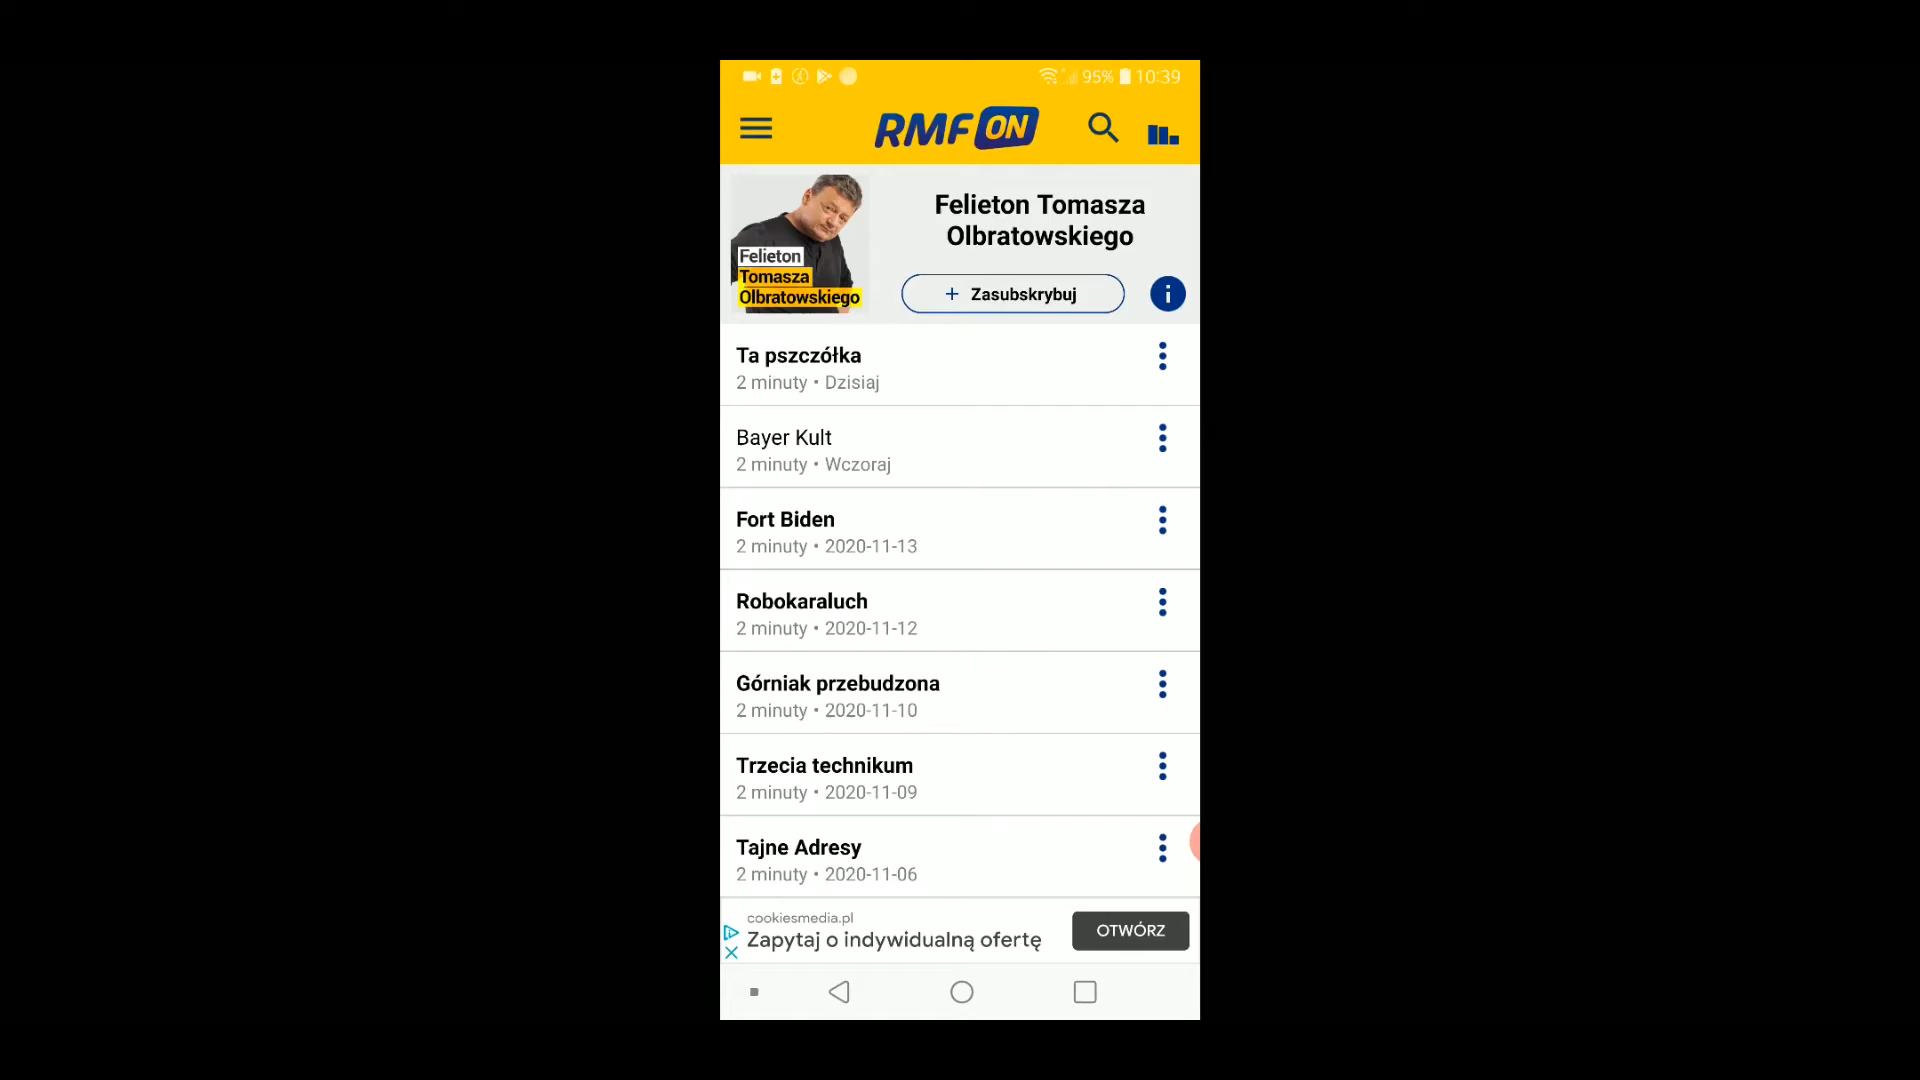 95% 10:39
RMF ON
Felieton
Tomasza
Olbratowskiego
Felieton Tomasza
Olbratowskiego
+ Zasubskrybuj
Ta pszczółka
2 minuty • Dzisiaj
Bayer Kult
2 minuty • Wczoraj
Fort Biden
2 minuty • 2020-11-13
Robokaraluch
2 minuty • 2020-11-12
Górniak przebudzona
2 minuty • 2020-11-10
Trzecia technikum
2 minuty • 2020-11-09
Tajne Adresy
2 minuty • 2020-11-06
cookiesmedia.pl
Zapytaj o indywidualną ofertę
OTWÓRZ